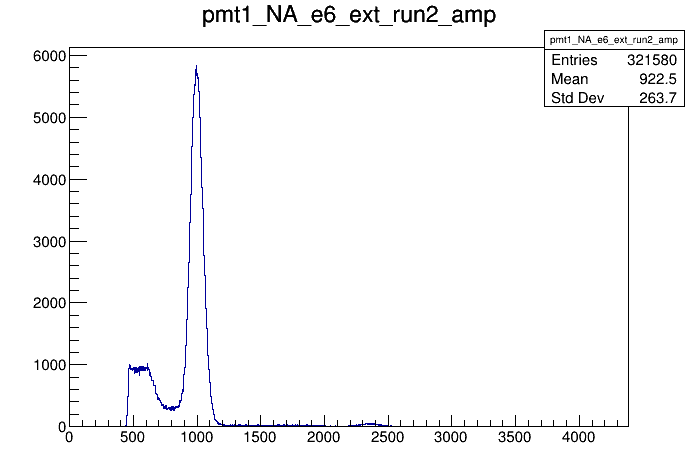 pmt1_NA_e6_ext_run2_amp
pmt1_NA_e6_ext_run2_amp
Entries 321580
Mean 922.5
Std Dev 263.7
6000
5000
4000
3000
2000
1000
0
0 500 1000 1500 2000 2500 3000 3500 4000